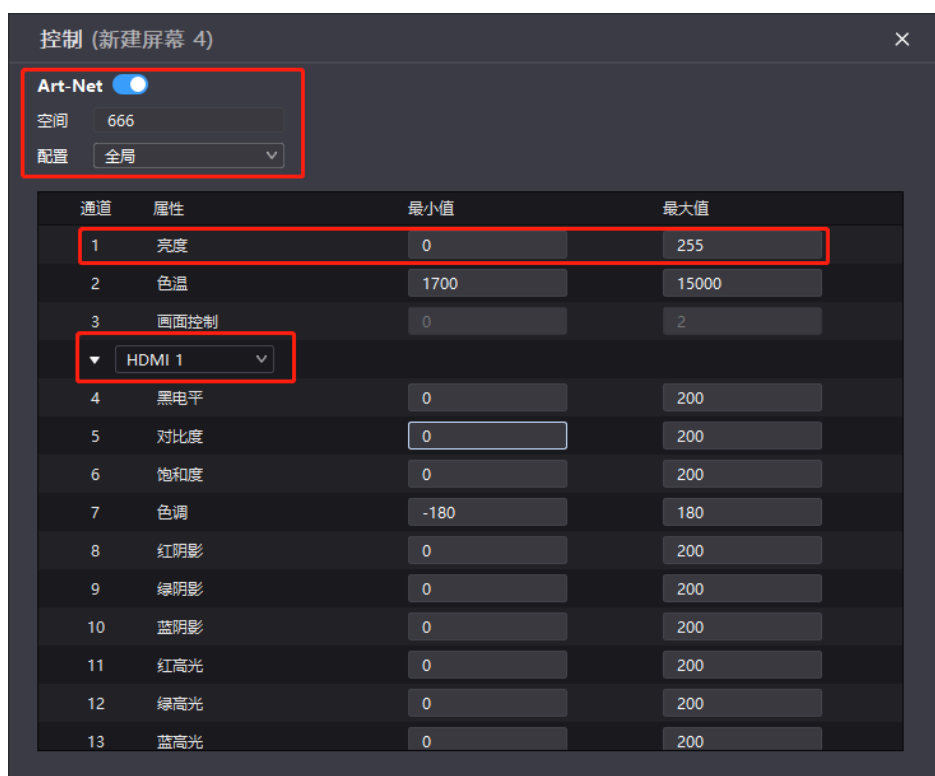 控制 (新建屏幕 4)
Art-Net
空间 666
配置 全局
通道 属性 最小值 最大值
1 亮度 0 255
2 色温 1700 15000
3 画面控制 0 2
HDMI 1
4 黑电平 0 200
5 对比度 0 200
6 饱和度 0 200
7 色调 -180 180
8 红阴影 0 200
9 绿阴影 0 200
10 蓝阴影 0 200
11 红高光 0 200
12 绿高光 0 200
13 蓝高光 0 200